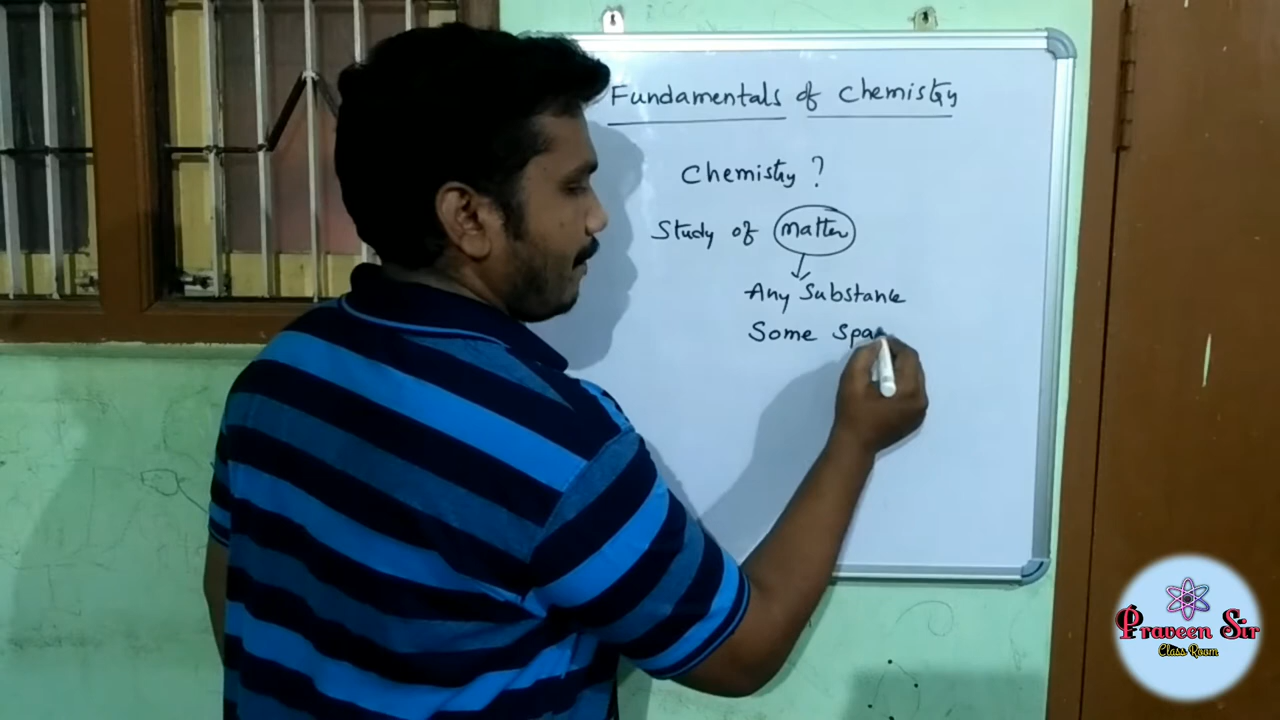 Fundamentals of Chemistry
Chemistry ?
Study of matter
Any Substance
Some spa
Praveen Sir
Class Room